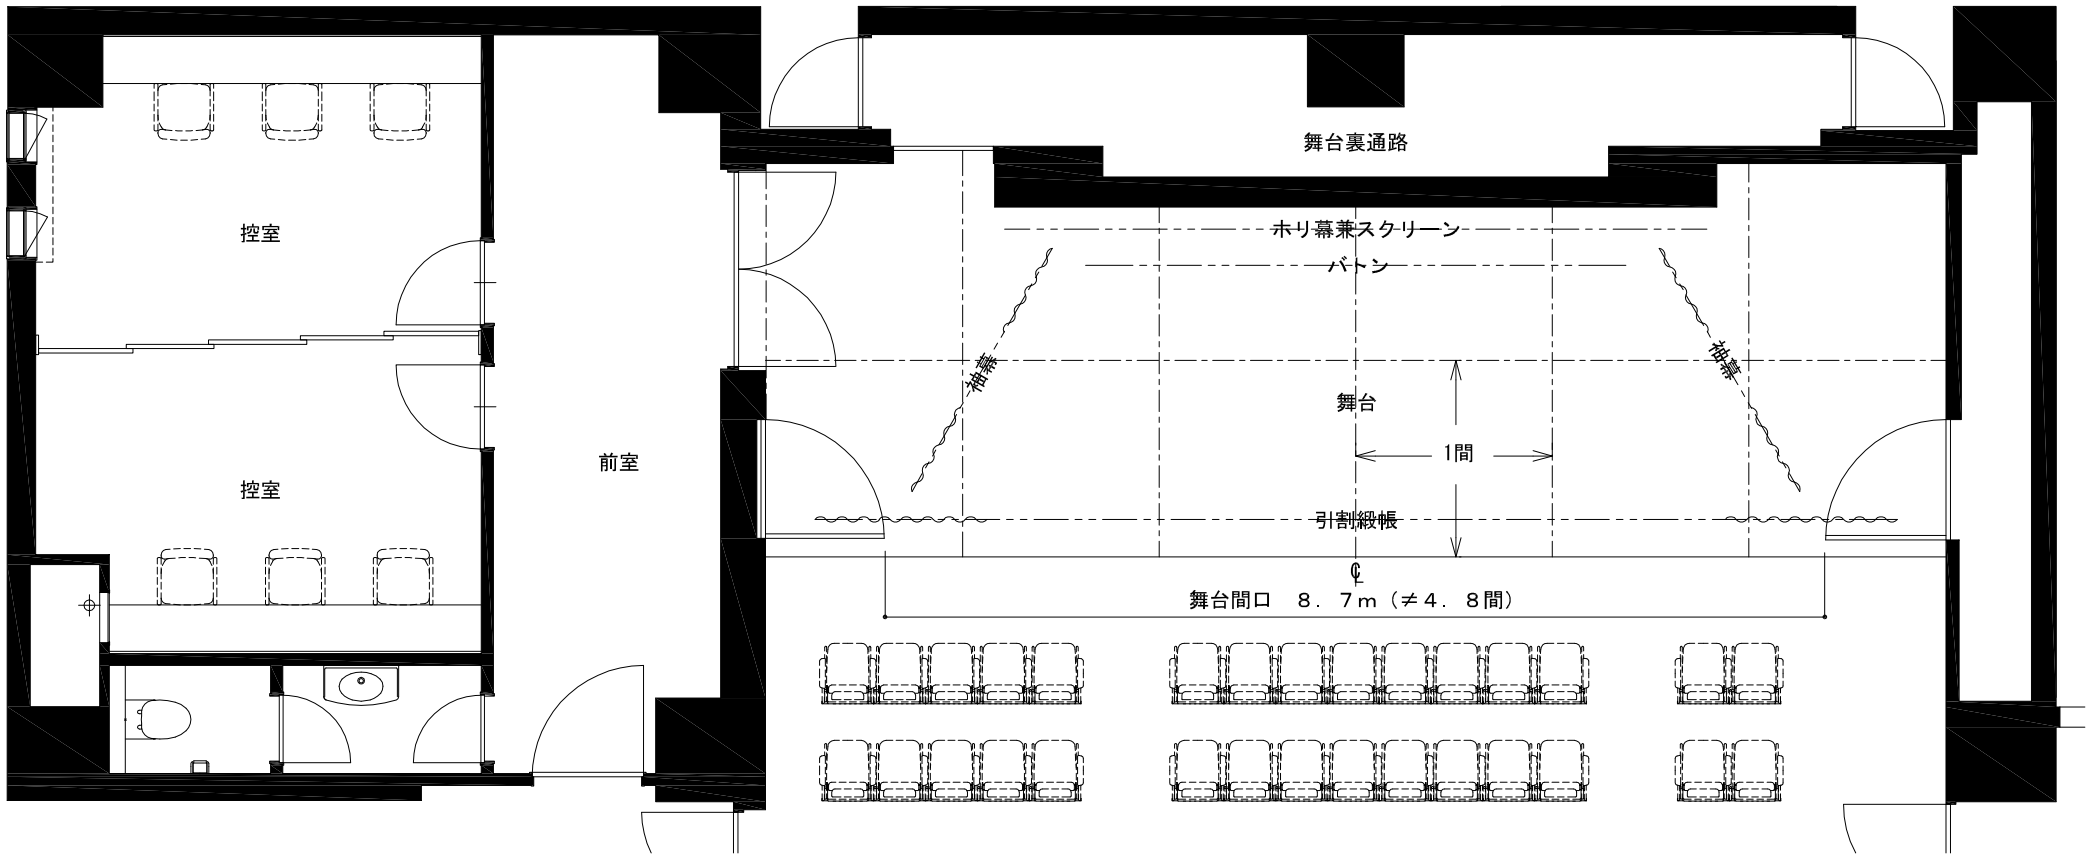 舞台裏通路
ホリ幕兼スクリーン
控室
バトン
袖幕
袖幕
舞台
1間
前室
控室
引割緞帳
℄
舞台間口 8．7m（≠4．8間）